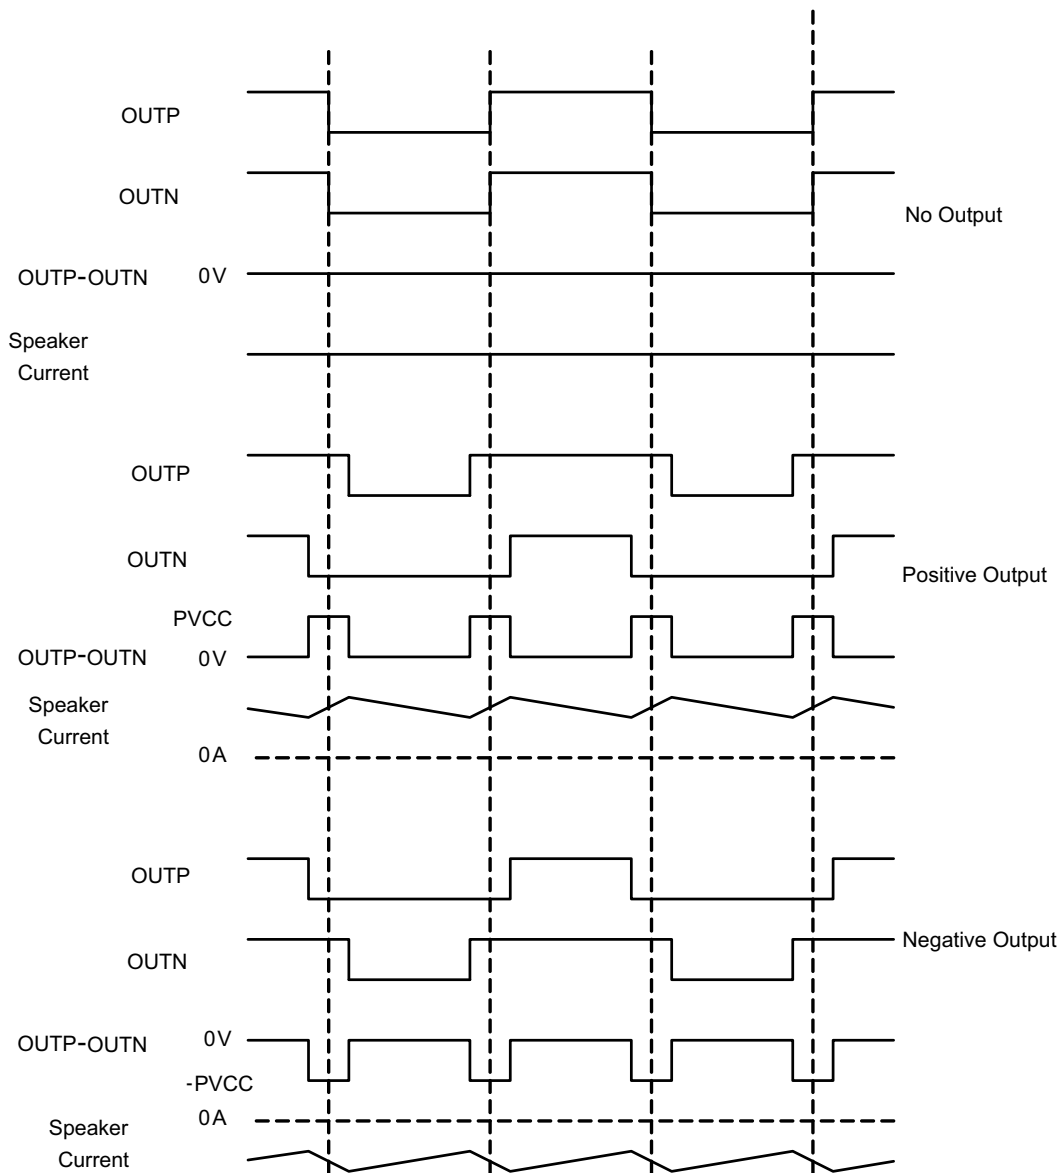 OUTP
OUTN
No Output
OUTP-OUTN 0V
Speaker
Current
OUTP
OUTN
Positive Output
PVCC
OUTP-OUTN 0V
Speaker
Current
0A
OUTP
Negative Output
OUTN
0V
OUTP-OUTN
-PVCC
0A
Speaker
Current